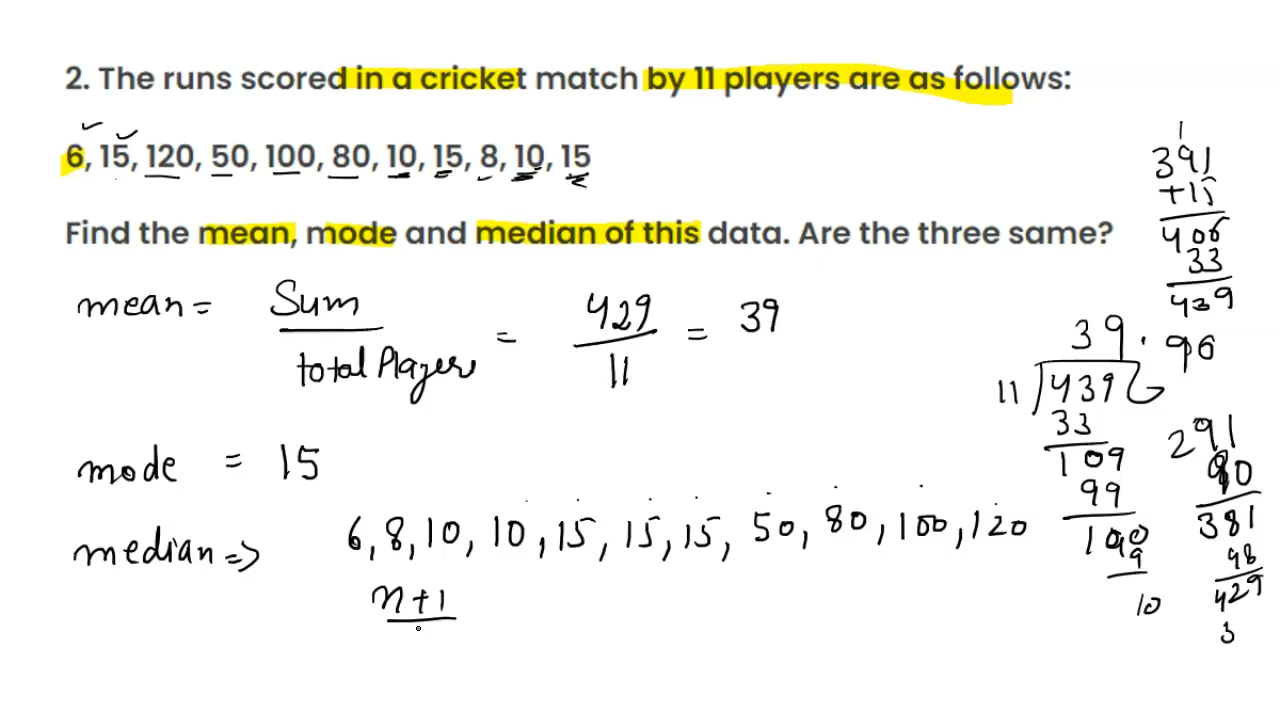 2. The runs scored in a cricket match by 11 players are as follows:
6, 15, 120, 50, 100, 80, 10, 15, 8, 10, 15
Find the mean, mode and median of this data. Are the three same?
mean = Sum / total Players = 429 / 11 = 39
mode = 15
median => 6, 8, 10, 10, 15, 15, 15, 50, 80, 100, 120
n+1
1
391
+15
406
33
439
39.96
11 ) 439
33
109
99
100
99
10
291
90
381
48
429
3